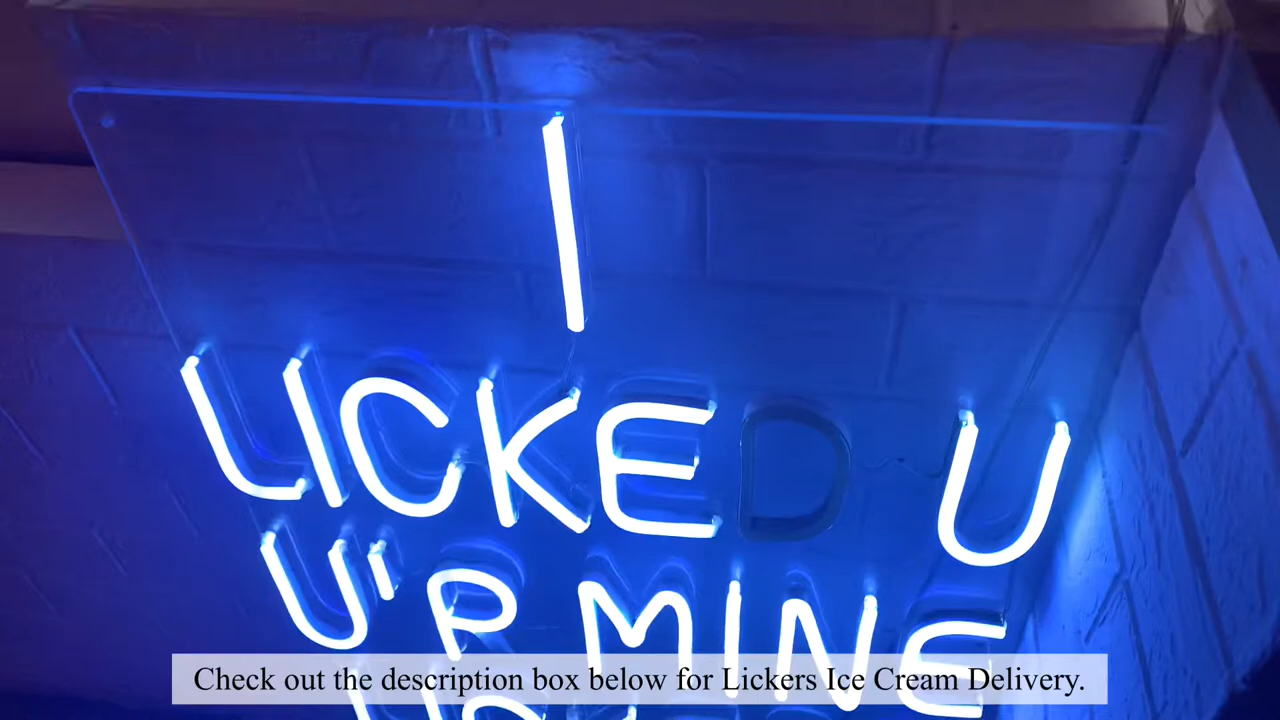 I
LICKED U
U'R MINE
Check out the description box below for Lickers Ice Cream Delivery.